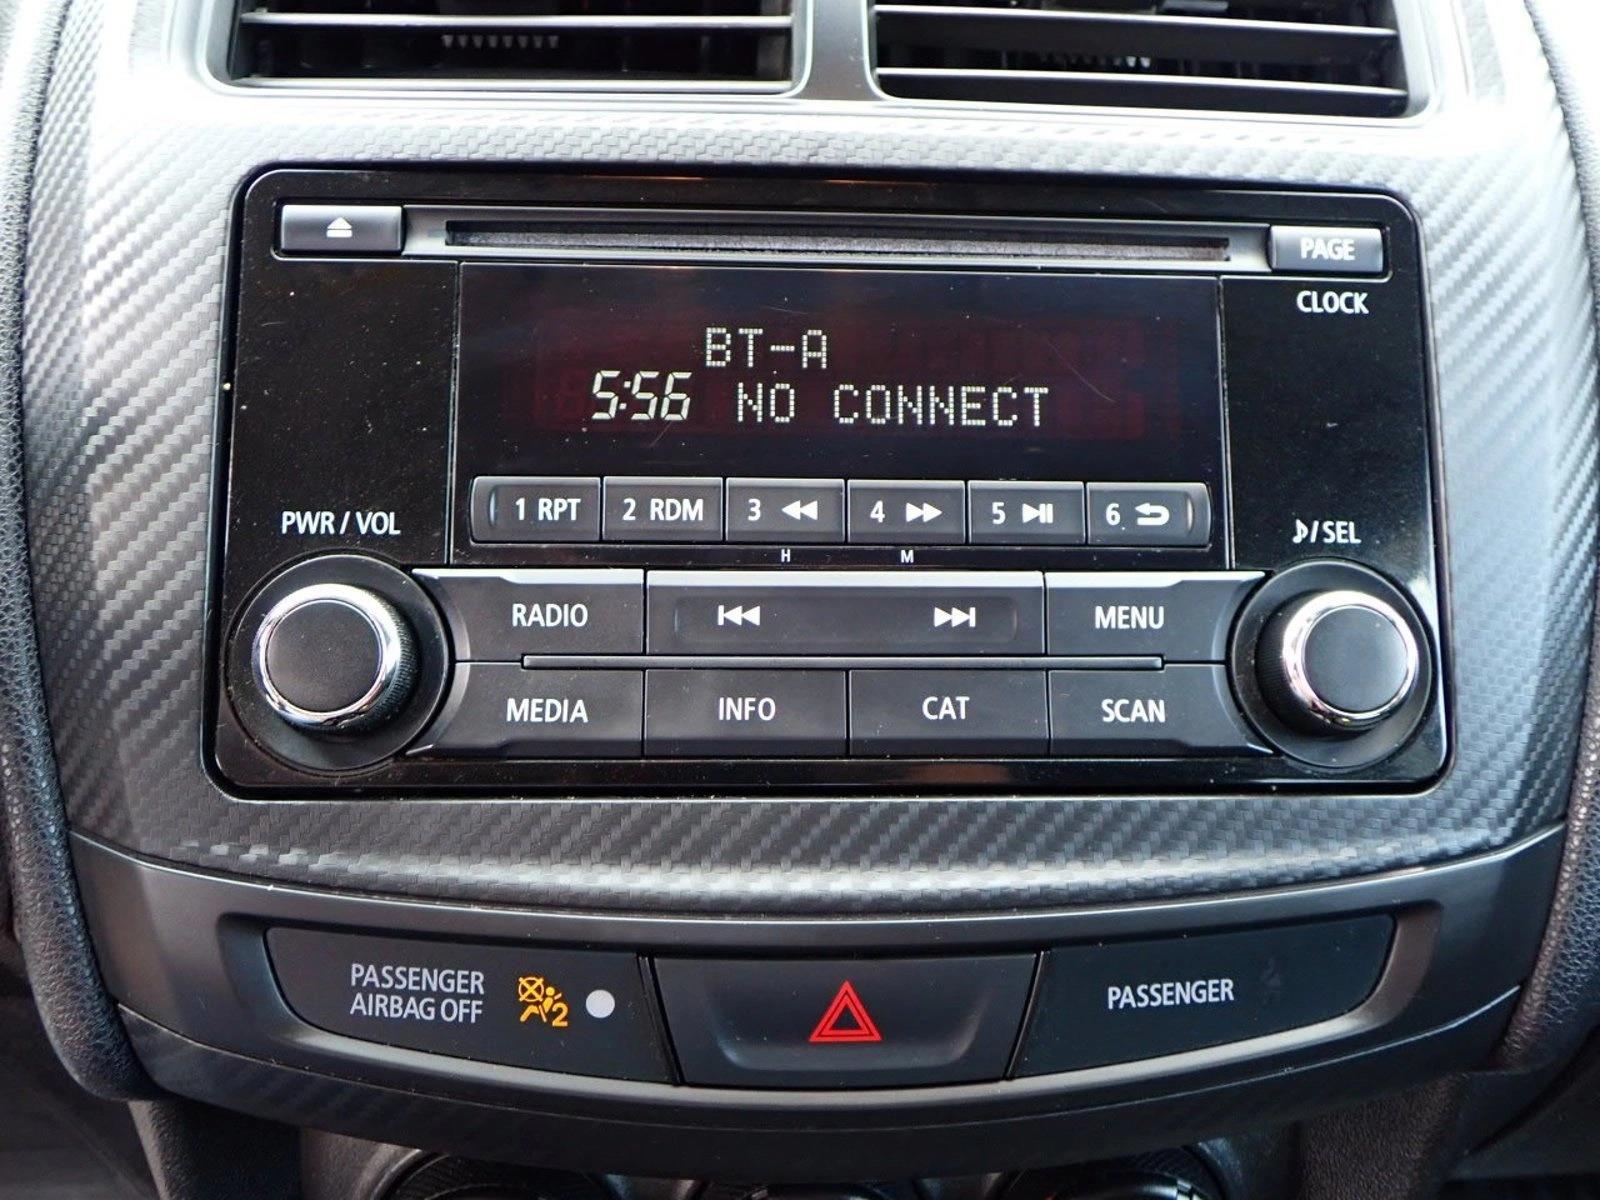 PAGE
CLOCK
BT-A
5:56 NO CONNECT
PWR / VOL
1 RPT 2 RDM 3 4 5 6
H M
/ SEL
RADIO MENU
MEDIA INFO CAT SCAN
PASSENGER
AIRBAG OFF
2
PASSENGER